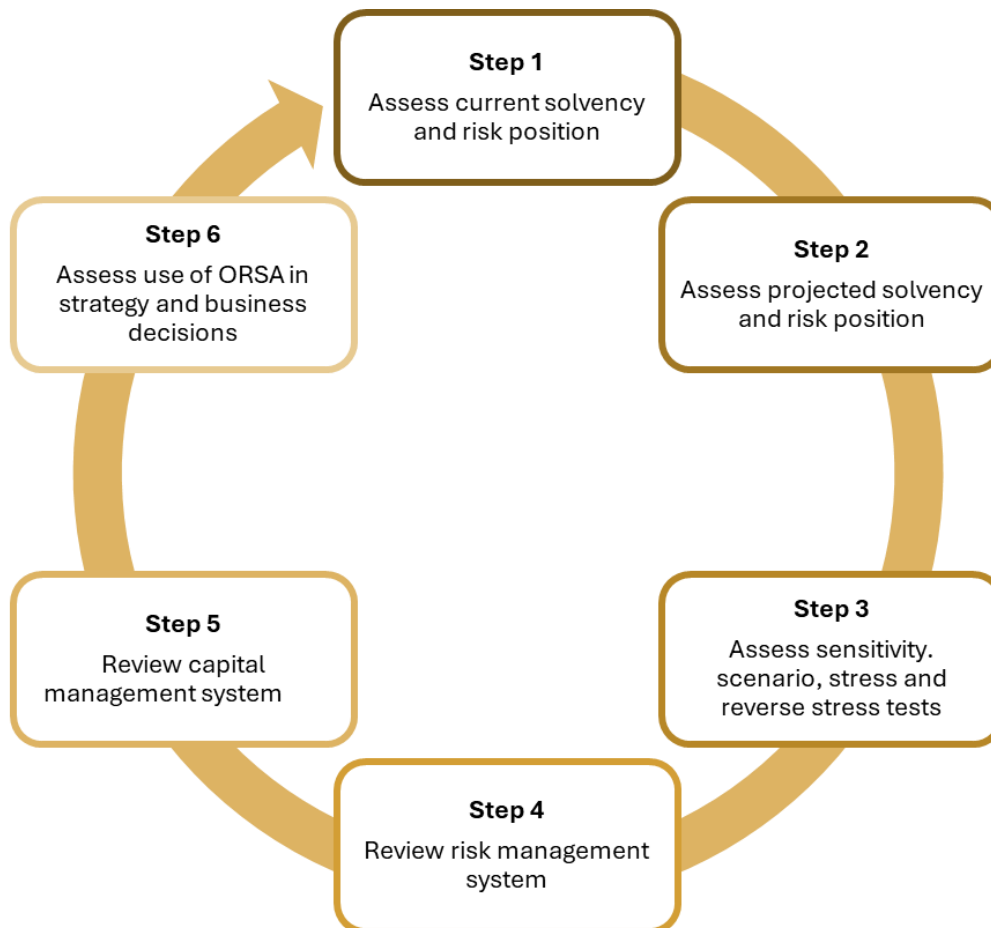 Step 1
Assess current solvency
and risk position
Step 2
Assess projected solvency
and risk position
Step 3
Assess sensitivity.
scenario, stress and
reverse stress tests
Step 4
Review risk management
system
Step 5
Review capital
management system
Step 6
Assess use of ORSA in
strategy and business
decisions